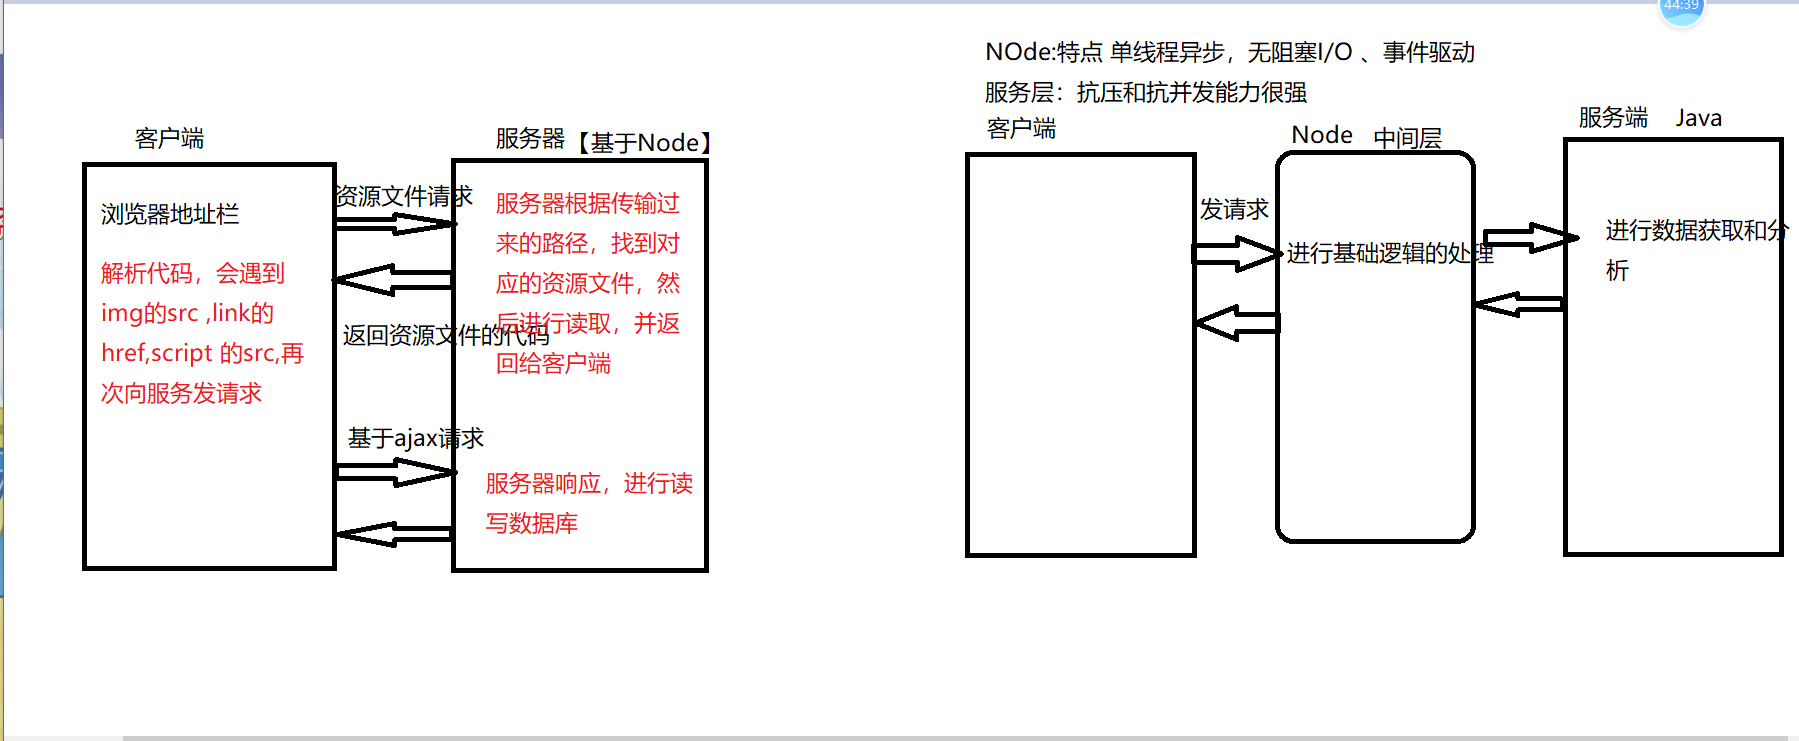 44:39
NOde:特点 单线程异步，无阻塞I/O 、事件驱动
服务层：抗压和抗并发能力很强
客户端
服务器【基于Node】
浏览器地址栏
解析代码，会遇到
img的src ,link的
href,script 的src,再
次向服务发请求
资源文件请求
返回资源文件的代码
基于ajax请求
服务器根据传输过
来的路径，找到对
应的资源文件，然
后进行读取，并返
回给客户端
服务器响应，进行读
写数据库
客户端
Node 中间层
服务端 Java
发请求
进行基础逻辑的处理
进行数据获取和分
析